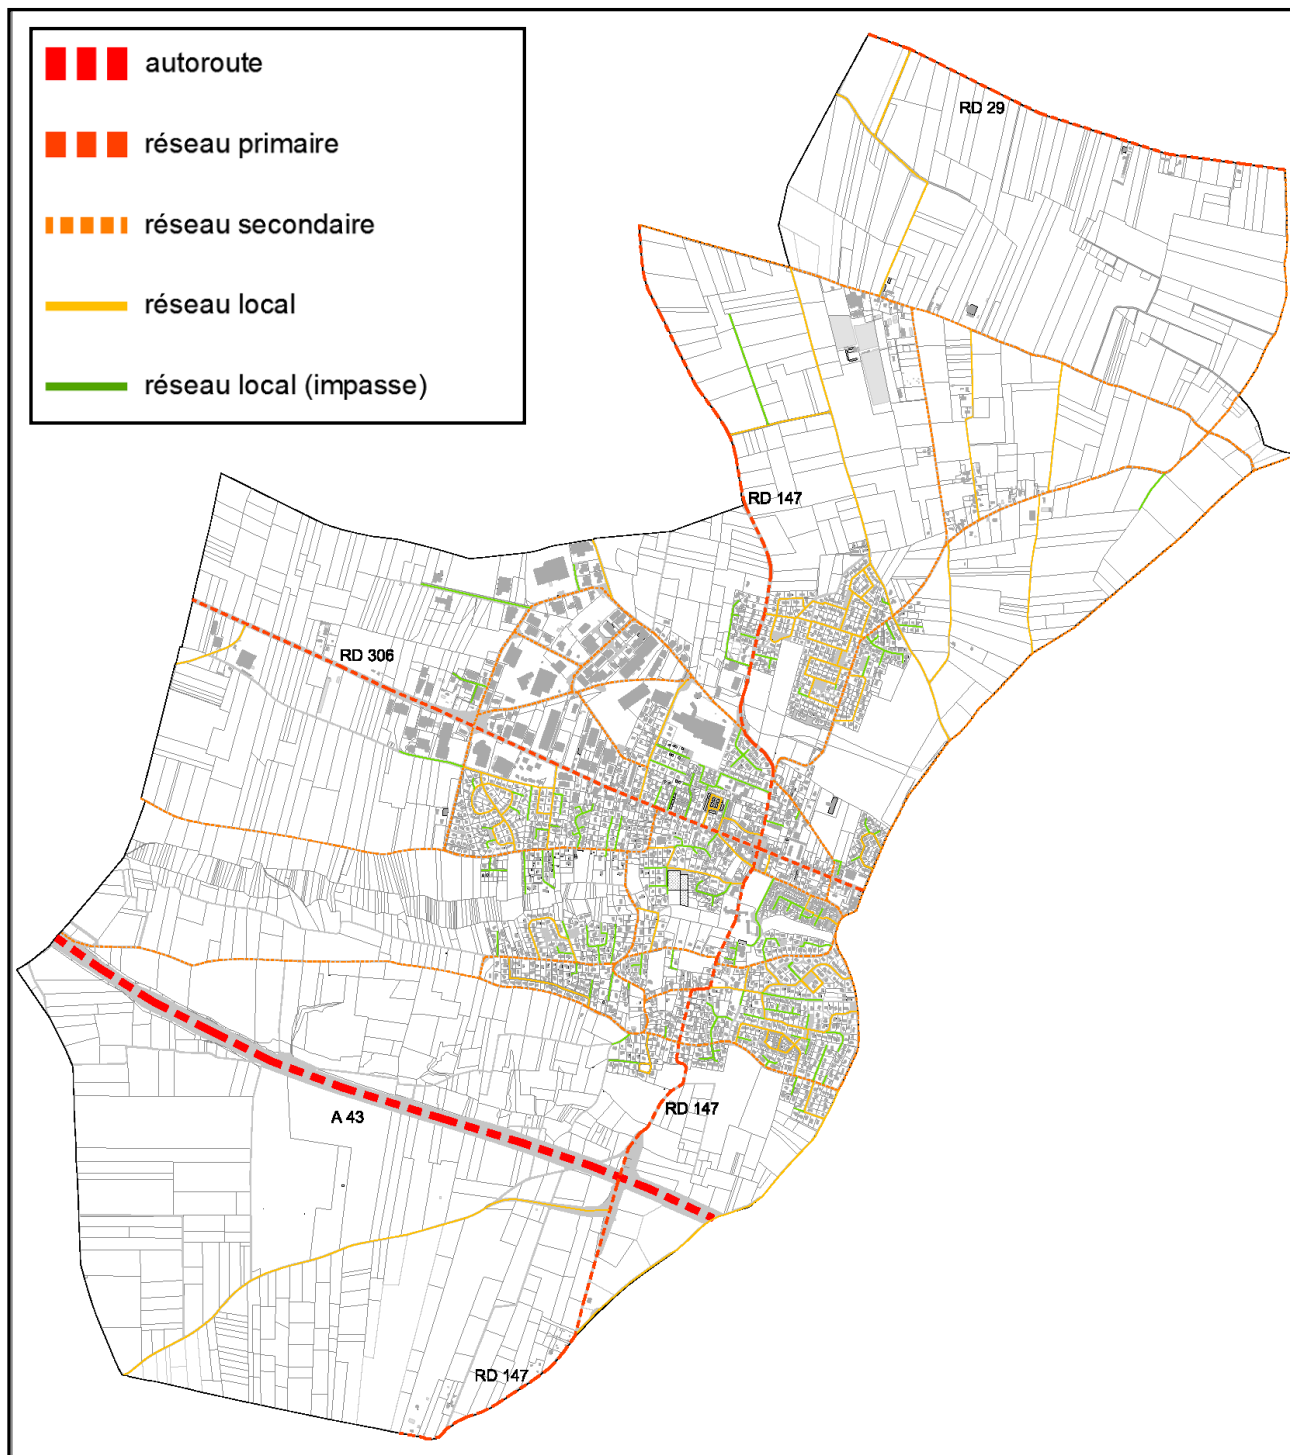 autoroute
réseau primaire
réseau secondaire
réseau local
réseau local (impasse)
RD 29
RD 147
RD 306
RD 147
A 43
RD 147